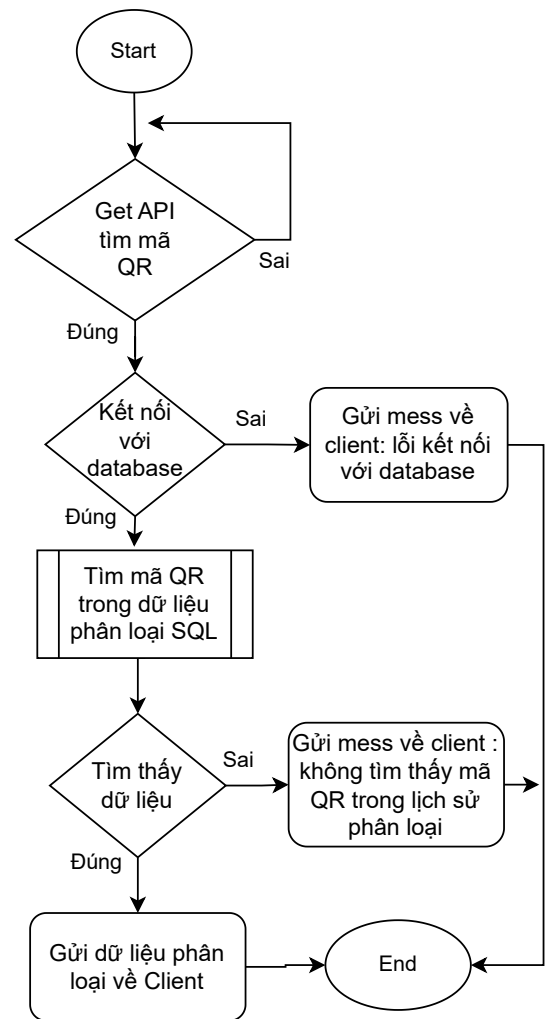 Start
Get API
tìm mã
QR
Sai
Đúng
Kết nối
với
database
Sai
Gửi mess về
client: lỗi kết nối
với database
Đúng
Tìm mã QR
trong dữ liệu
phân loại SQL
Tìm thấy
dữ liệu
Sai
Gửi mess về client :
không tìm thấy mã
QR trong lịch sử
phân loại
Đúng
Gửi dữ liệu phân
loại về Client
End